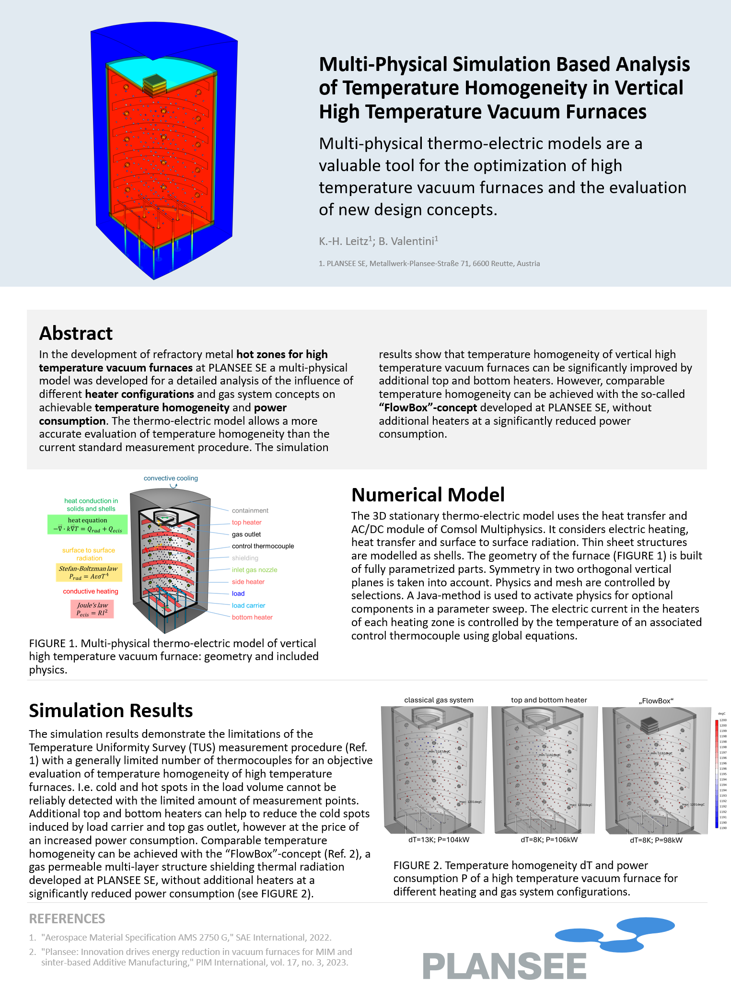 Multi-Physical Simulation Based Analysis
of Temperature Homogeneity in Vertical
High Temperature Vacuum Furnaces
Multi-physical thermo-electric models are a
valuable tool for the optimization of high
temperature vacuum furnaces and the evaluation
of new design concepts.
K.-H. Leitz¹; B. Valentini¹
1. PLANSEE SE, Metallwerk-Plansee-Straße 71, 6600 Reutte, Austria
Abstract
In the development of refractory metal hot zones for high
temperature vacuum furnaces at PLANSEE SE a multi-physical
model was developed for a detailed analysis of the influence of
different heater configurations and gas system concepts on
achievable temperature homogeneity and power
consumption. The thermo-electric model allows a more
accurate evaluation of temperature homogeneity than the
current standard measurement procedure. The simulation
results show that temperature homogeneity of vertical high
temperature vacuum furnaces can be significantly improved by
additional top and bottom heaters. However, comparable
temperature homogeneity can be achieved with the so-called
“FlowBox”-concept developed at PLANSEE SE, without
additional heaters at a significantly reduced power
consumption.
convective cooling
heat conduction in
solids and shells
heat equation
−∇⃗ · k∇⃗T = Q_rad + Q_ecis
surface to surface
radiation
Stefan-Boltzman law
P_rad = AεσT⁴
conductive heating
Joule's law
P_ecis = RI²
containment
top heater
gas outlet
control thermocouple
shielding
inlet gas nozzle
side heater
load
load carrier
bottom heater
FIGURE 1. Multi-physical thermo-electric model of vertical
high temperature vacuum furnace: geometry and included
physics.
Numerical Model
The 3D stationary thermo-electric model uses the heat transfer and
AC/DC module of Comsol Multiphysics. It considers electric heating,
heat transfer and surface to surface radiation. Thin sheet structures
are modelled as shells. The geometry of the furnace (FIGURE 1) is built
of fully parametrized parts. Symmetry in two orthogonal vertical
planes is taken into account. Physics and mesh are controlled by
selections. A Java-method is used to activate physics for optional
components in a parameter sweep. The electric current in the heaters
of each heating zone is controlled by the temperature of an associated
control thermocouple using global equations.
Simulation Results
The simulation results demonstrate the limitations of the
Temperature Uniformity Survey (TUS) measurement procedure (Ref.
1) with a generally limited number of thermocouples for an objective
evaluation of temperature homogeneity of high temperature
furnaces. I.e. cold and hot spots in the load volume cannot be
reliably detected with the limited amount of measurement points.
Additional top and bottom heaters can help to reduce the cold spots
induced by load carrier and top gas outlet, however at the price of
an increased power consumption. Comparable temperature
homogeneity can be achieved with the “FlowBox”-concept (Ref. 2), a
gas permeable multi-layer structure shielding thermal radiation
developed at PLANSEE SE, without additional heaters at a
significantly reduced power consumption (see FIGURE 2).
classical gas system
min: 1187degC
max: 1201degC
dT=13K; P=104kW
top and bottom heater
min: 1192degC
max: 1200degC
dT=8K; P=106kW
„FlowBox“
min: 1192degC
max: 1201degC
dT=8K; P=98kW
degC
1200
1200
1199
1198
1198
1198
1197
1196
1196
1196
1195
1194
1194
1194
1193
1192
1192
1192
1191
1190
1190
FIGURE 2. Temperature homogeneity dT and power
consumption P of a high temperature vacuum furnace for
different heating and gas system configurations.
REFERENCES
1. "Aerospace Material Specification AMS 2750 G," SAE International, 2022.
2. "Plansee: Innovation drives energy reduction in vacuum furnaces for MIM and
sinter-based Additive Manufacturing," PIM International, vol. 17, no. 3, 2023.
PLANSEE